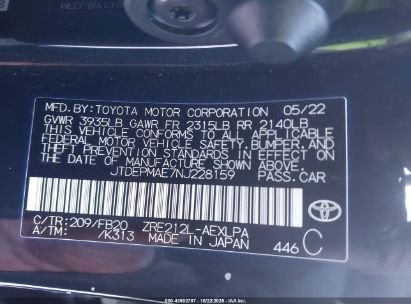 MFD.BY:TOYOTA MOTOR CORPORATION 05/22
GVWR 3935LB GAWR FR 2315LB RR 2140LB
THIS VEHICLE CONFORMS TO ALL APPLICABLE
FEDERAL MOTOR VEHICLE SAFETY, BUMPER, AND
THEFT PREVENTION STANDARDS IN EFFECT ON
THE DATE OF MANUFACTURE SHOWN ABOVE.
JTDEPMAE7NJ228159 PASS.CAR
C/TR:209/FB20 ZRE212L-AEXLPA
A/TM: /K313 MADE IN JAPAN 446 C
TOYOTA